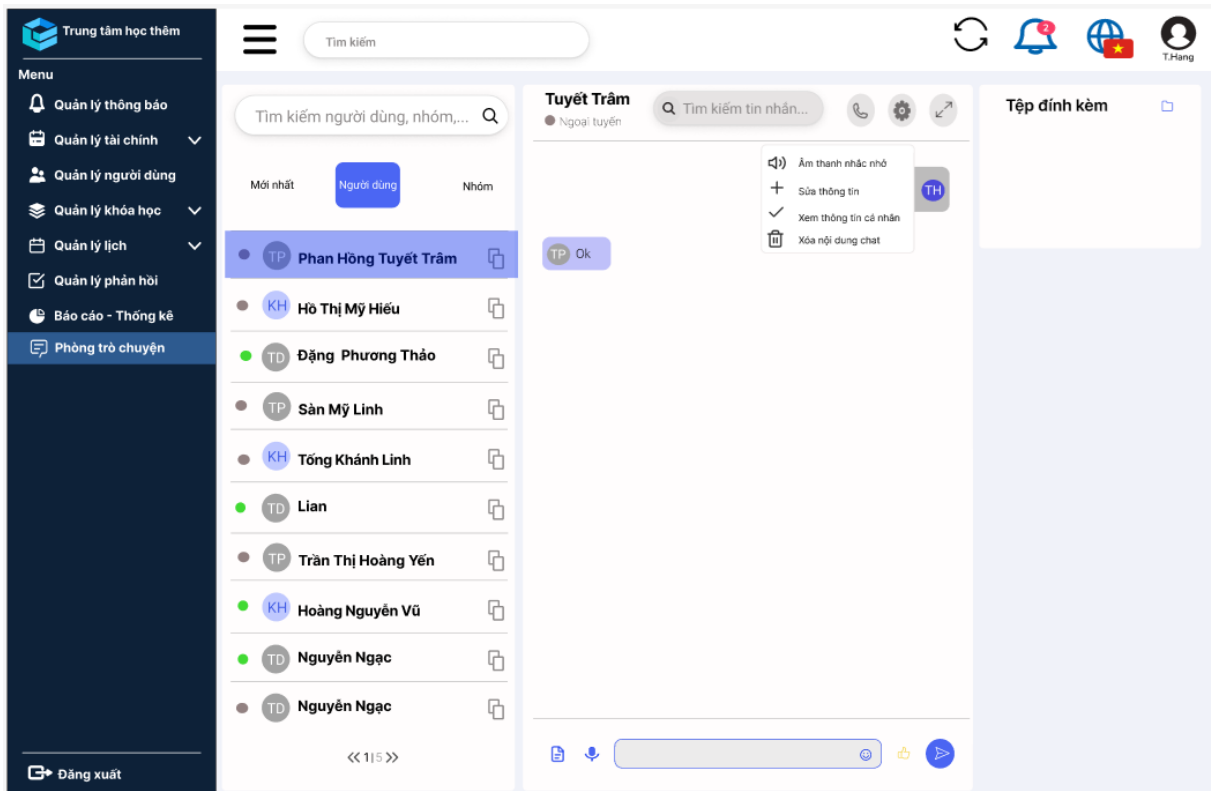 Trung tâm học thêm
Tìm kiếm
2
T.Hang
Menu
Quản lý thông báo
Quản lý tài chính
Quản lý người dùng
Quản lý khóa học
Quản lý lịch
Quản lý phản hồi
Báo cáo - Thống kê
Phòng trò chuyện
Đăng xuất
Tìm kiếm người dùng, nhóm,...
Mới nhất
Người dùng
Nhóm
TP Phan Hồng Tuyết Trâm
KH Hồ Thị Mỹ Hiếu
TD Đặng Phương Thảo
TP Sàn Mỹ Linh
KH Tống Khánh Linh
TD Lian
TP Trần Thị Hoàng Yến
KH Hoàng Nguyễn Vũ
TD Nguyễn Ngạc
TD Nguyễn Ngạc
1|5
Tuyết Trâm
Ngoại tuyến
Tìm kiếm tin nhắn...
Âm thanh nhắc nhở
Sửa thông tin
Xem thông tin cá nhân
Xóa nội dung chat
TH
TP Ok
Tệp đính kèm